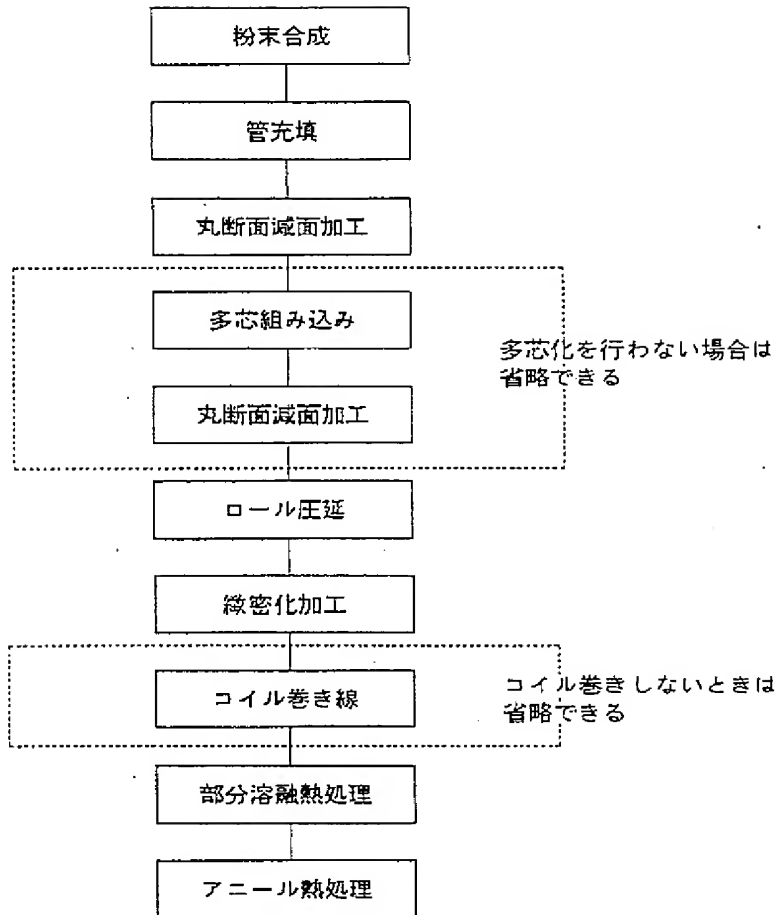 粉末合成
管充填
丸断面減面加工
多芯組み込み
多芯化を行わない場合は
省略できる
丸断面減面加工
ロール圧延
緻密化加工
コイル巻き線
コイル巻きしないときは
省略できる
部分溶融熱処理
アニール熱処理